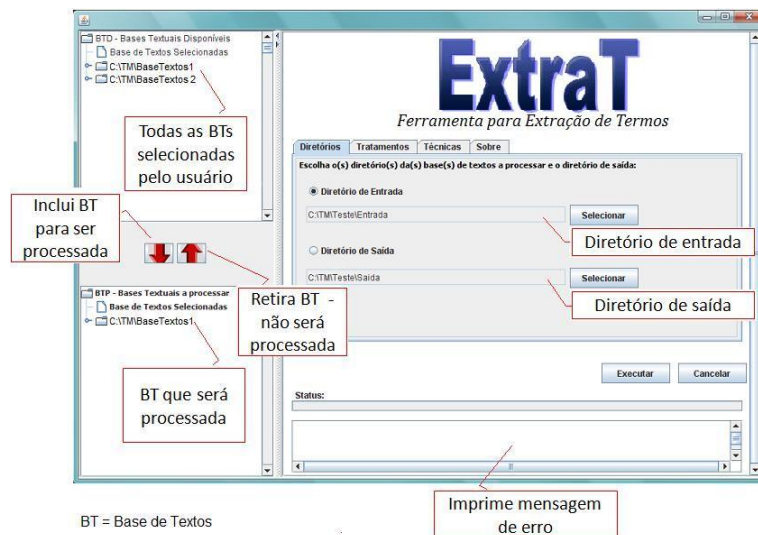 BTD - Bases Textuais Disponíveis
Base de Textos Selecionadas
C:\TM\BaseTextos1
C:\TM\BaseTextos2
Todas as BTs
selecionadas
pelo usuário
Inclui BT
para ser
processada
Retira BT -
não será
processada
BTP - Bases Textuais a processar
Base de Textos Selecionadas
C:\TM\BaseTextos1
BT que será
processada
ExtraT
Ferramenta para Extração de Termos
Diretórios Tratamentos Técnicas Sobre
Escolha o(s) diretório(s) da(s) base(s) de textos a processar e o diretório de saída:
Diretório de Entrada
C:\TM\Teste\Entrada Selecionar
Diretório de entrada
Diretório de Saída
C:\TM\Teste\Saida Selecionar
Diretório de saída
Executar Cancelar
Status:
Imprime mensagem
de erro
BT = Base de Textos